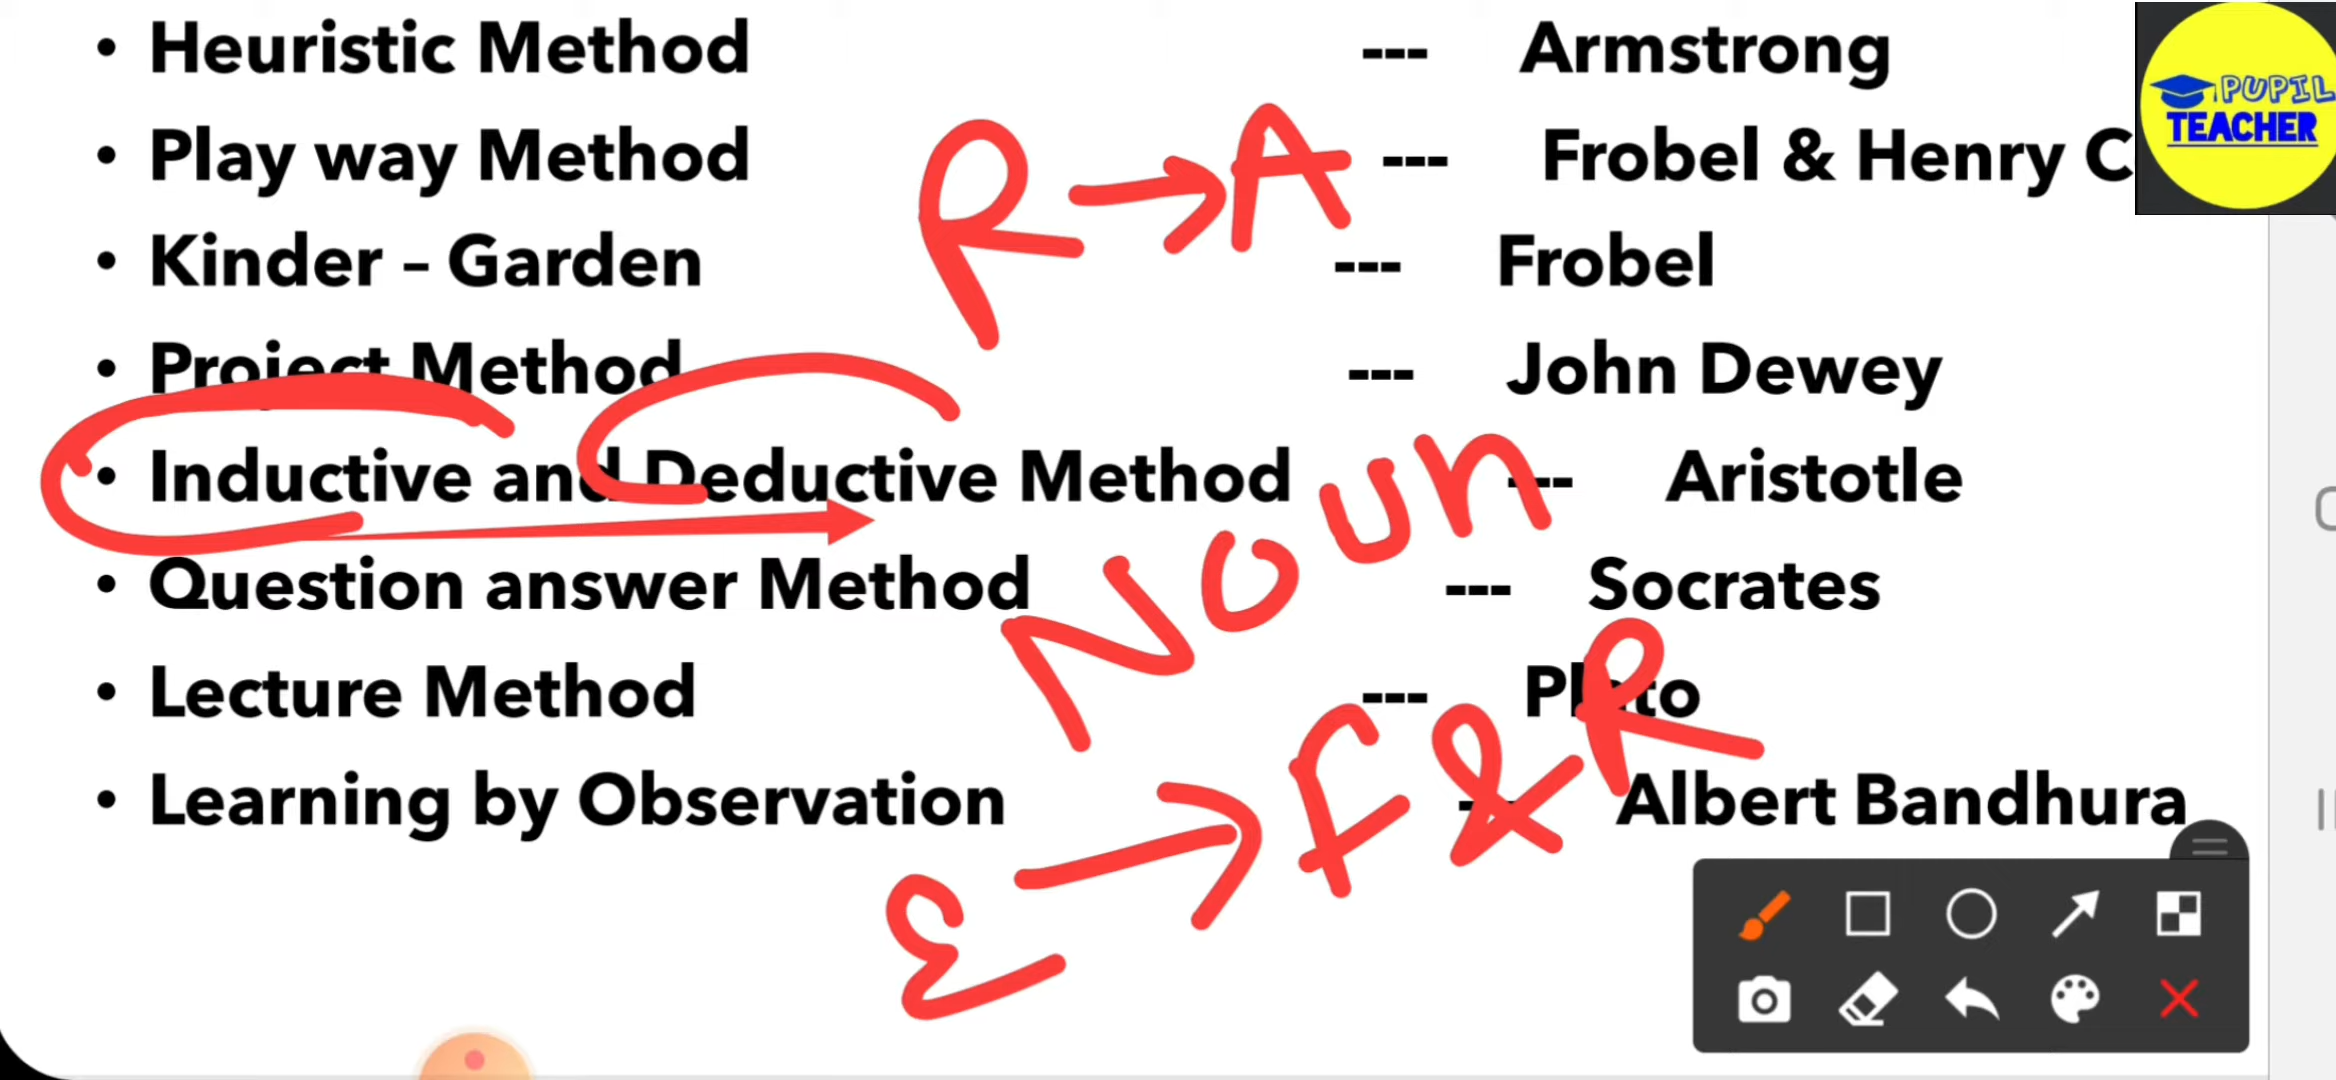 • Heuristic Method --- Armstrong
• Play way Method --- Frobel & Henry C
R → A
• Kinder – Garden --- Frobel
• Project Method --- John Dewey
• Inductive and Deductive Method --- Aristotle
Noun
• Question answer Method --- Socrates
• Lecture Method --- Plato
• Learning by Observation --- Albert Bandhura
E → F & R
PUPIL
TEACHER